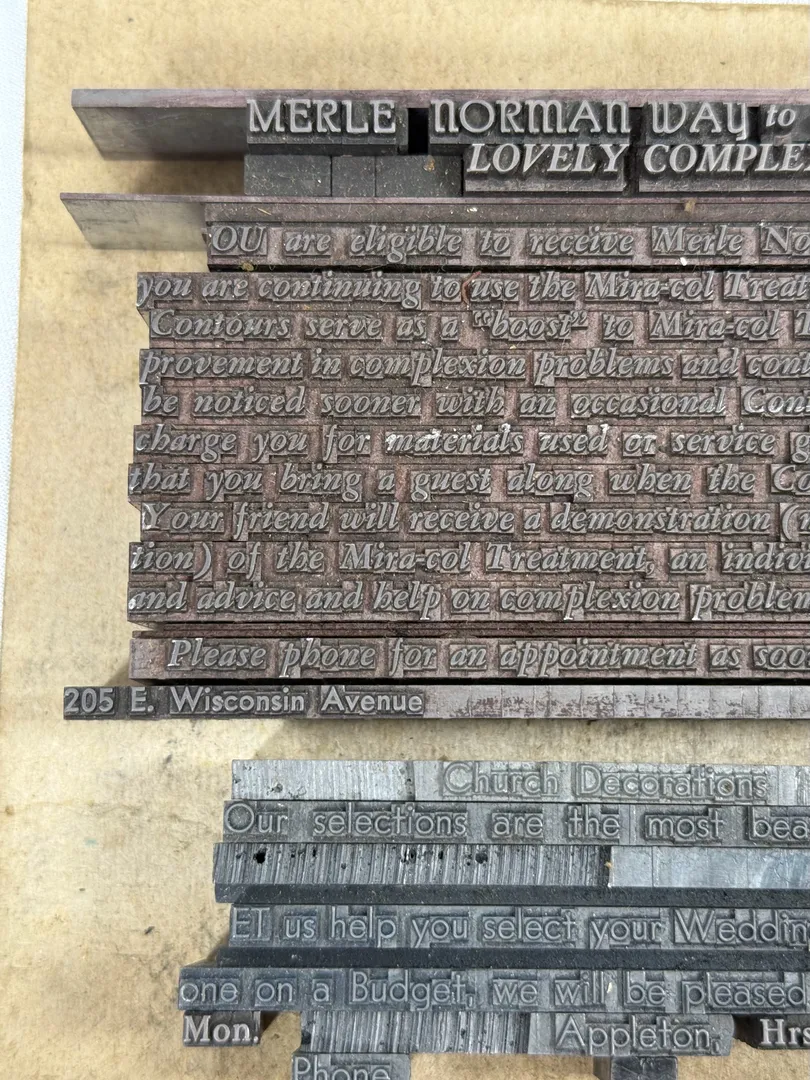 MERLE NORMAN WAY to
LOVELY COMPLE
OU are eligible to receive Merle No
you are continuing to use the Mira-col Treat
Contours serve as a “boost” to Mira-col T
provement in complexion problems and con
be noticed sooner with an occasional Con
charge you for materials used or service g
that you bring a guest along when the Co
Your friend will receive a demonstration (
tion) of the Mira-col Treatment, an indiv
and advice and help on complexion problem
Please phone for an appointment as soo
205 E. Wisconsin Avenue
Church Decorations
Our selections are the most bea
ET us help you select your Weddin
one on a Budget, we will be pleased
Mon. Appleton, Hrs
Phone